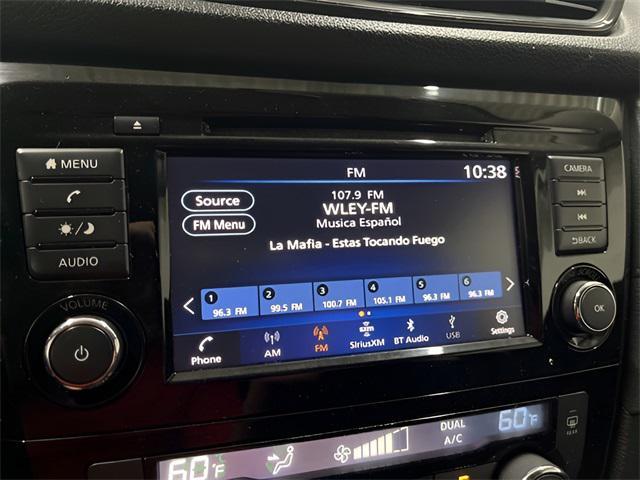 FM
10:38
MENU
CAMERA
Source
107.9 FM
WLEY-FM
FM Menu
Musica Español
BACK
AUDIO
La Mafia - Estas Tocando Fuego
1 2 3 4 5 6
96.3 FM 99.5 FM 100.7 FM 105.1 FM 96.3 FM 96.3 FM
VOLUME
OK
Phone
AM
FM
SiriusXM
BT Audio
USB
Settings
DUAL
A/C
60°F
60°F